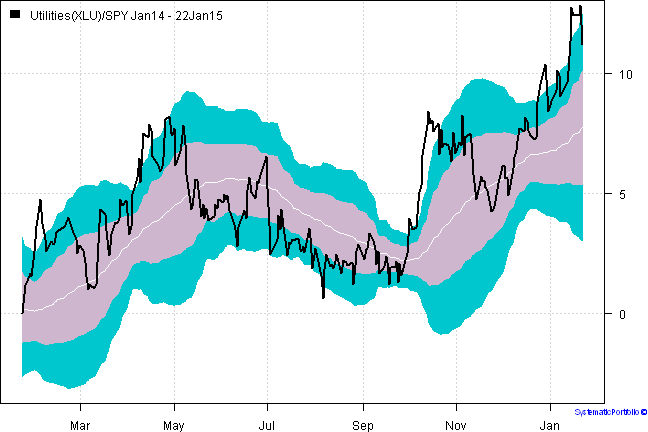 Utilities(XLU)/SPY Jan14 - 22Jan15
10
5
0
Mar May Jul Sep Nov Jan
SystematicPortfolio ©